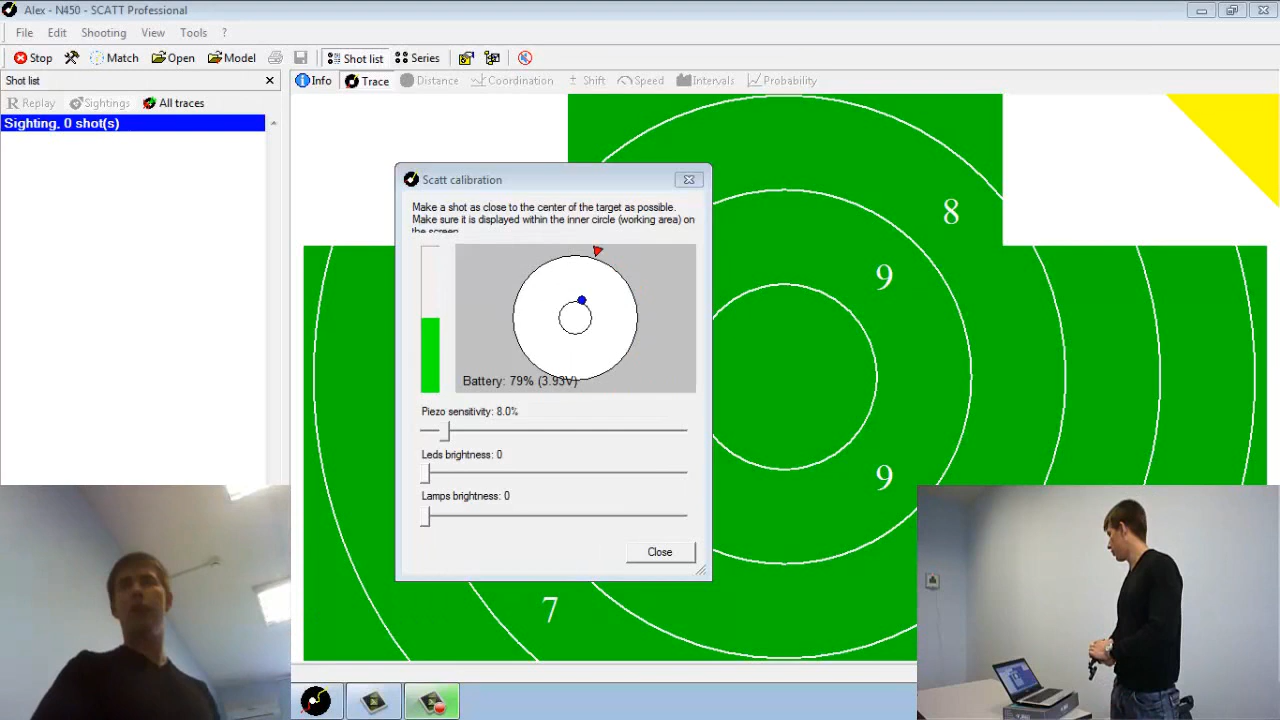 Alex - N450 - SCATT Professional
File Edit Shooting View Tools ?
Stop Match Open Model Shot list Series
Shot list
Info Trace Distance Coordination Shift Speed Intervals Probability
Replay Sightings All traces
Sighting, 0 shot(s)
Scatt calibration
Make a shot as close to the center of the target as possible.
Make sure it is displayed within the inner circle (working area) on
the screen.
Battery: 79% (3.93V)
Piezo sensitivity: 8.0%
Leds brightness: 0
Lamps brightness: 0
Close
8
9
9
7